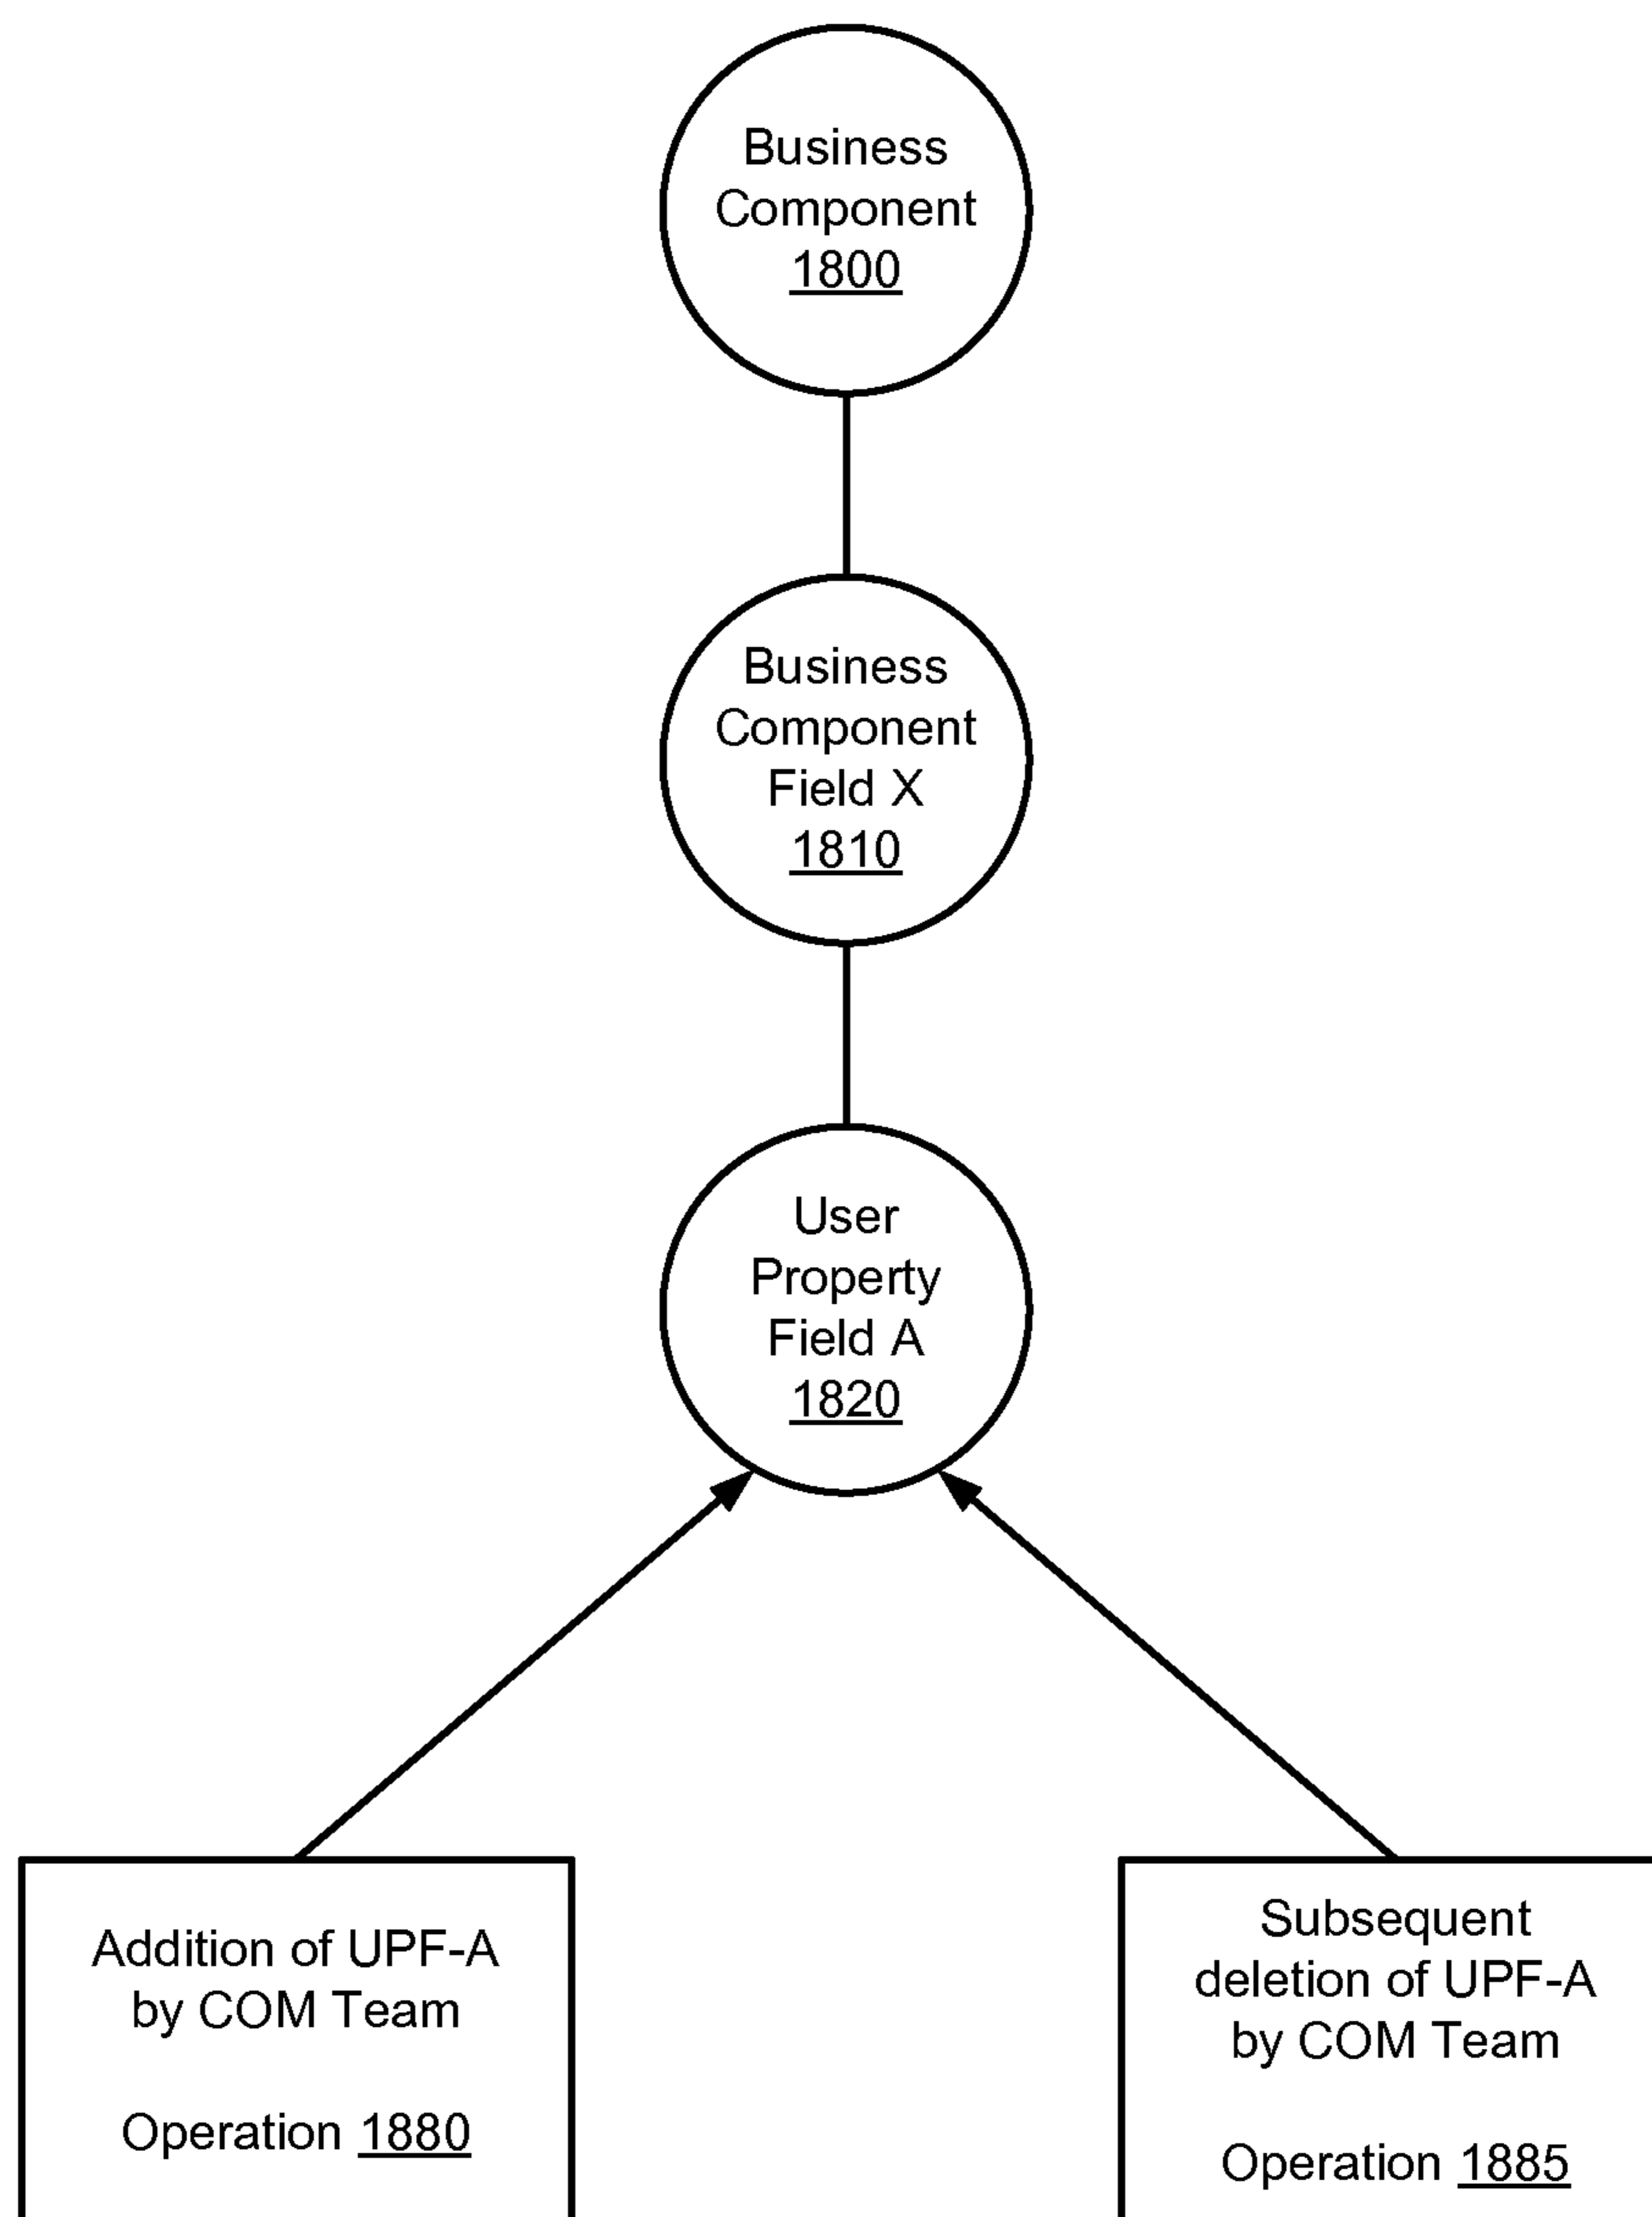 Business
Component
1800
Business
Component
Field X
1810
User
Property
Field A
1820
Addition of UPF-A
by COM Team
Operation 1880
Subsequent
deletion of UPF-A
by COM Team
Operation 1885